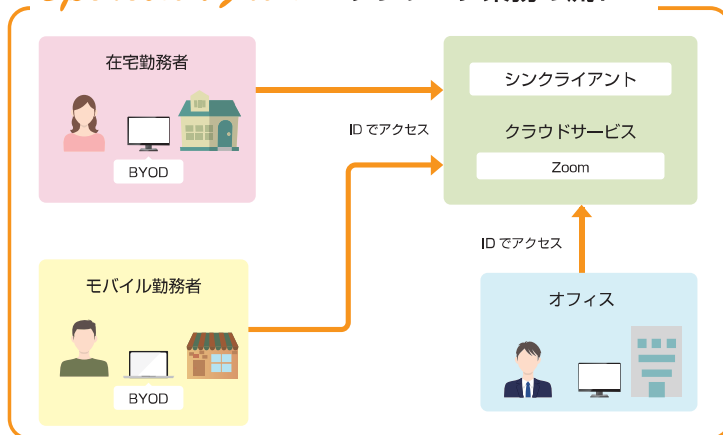 在宅勤務者
BYOD
シンクライアント
クラウドサービス
Zoom
IDでアクセス
IDでアクセス
モバイル勤務者
BYOD
オフィス